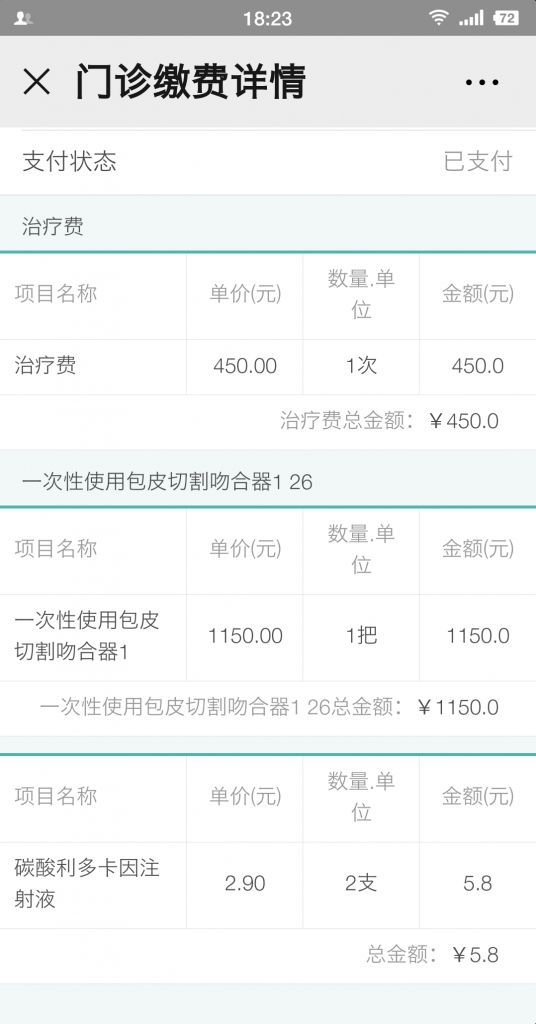 18:23
72
门诊缴费详情
支付状态 已支付
治疗费
项目名称 单价(元) 数量.单位 金额(元)
治疗费 450.00 1次 450.0
治疗费总金额：￥450.0
一次性使用包皮切割吻合器1 26
项目名称 单价(元) 数量.单位 金额(元)
一次性使用包皮
切割吻合器1 1150.00 1把 1150.0
一次性使用包皮切割吻合器1 26总金额：￥1150.0
项目名称 单价(元) 数量.单位 金额(元)
碳酸利多卡因注
射液 2.90 2支 5.8
总金额：￥5.8